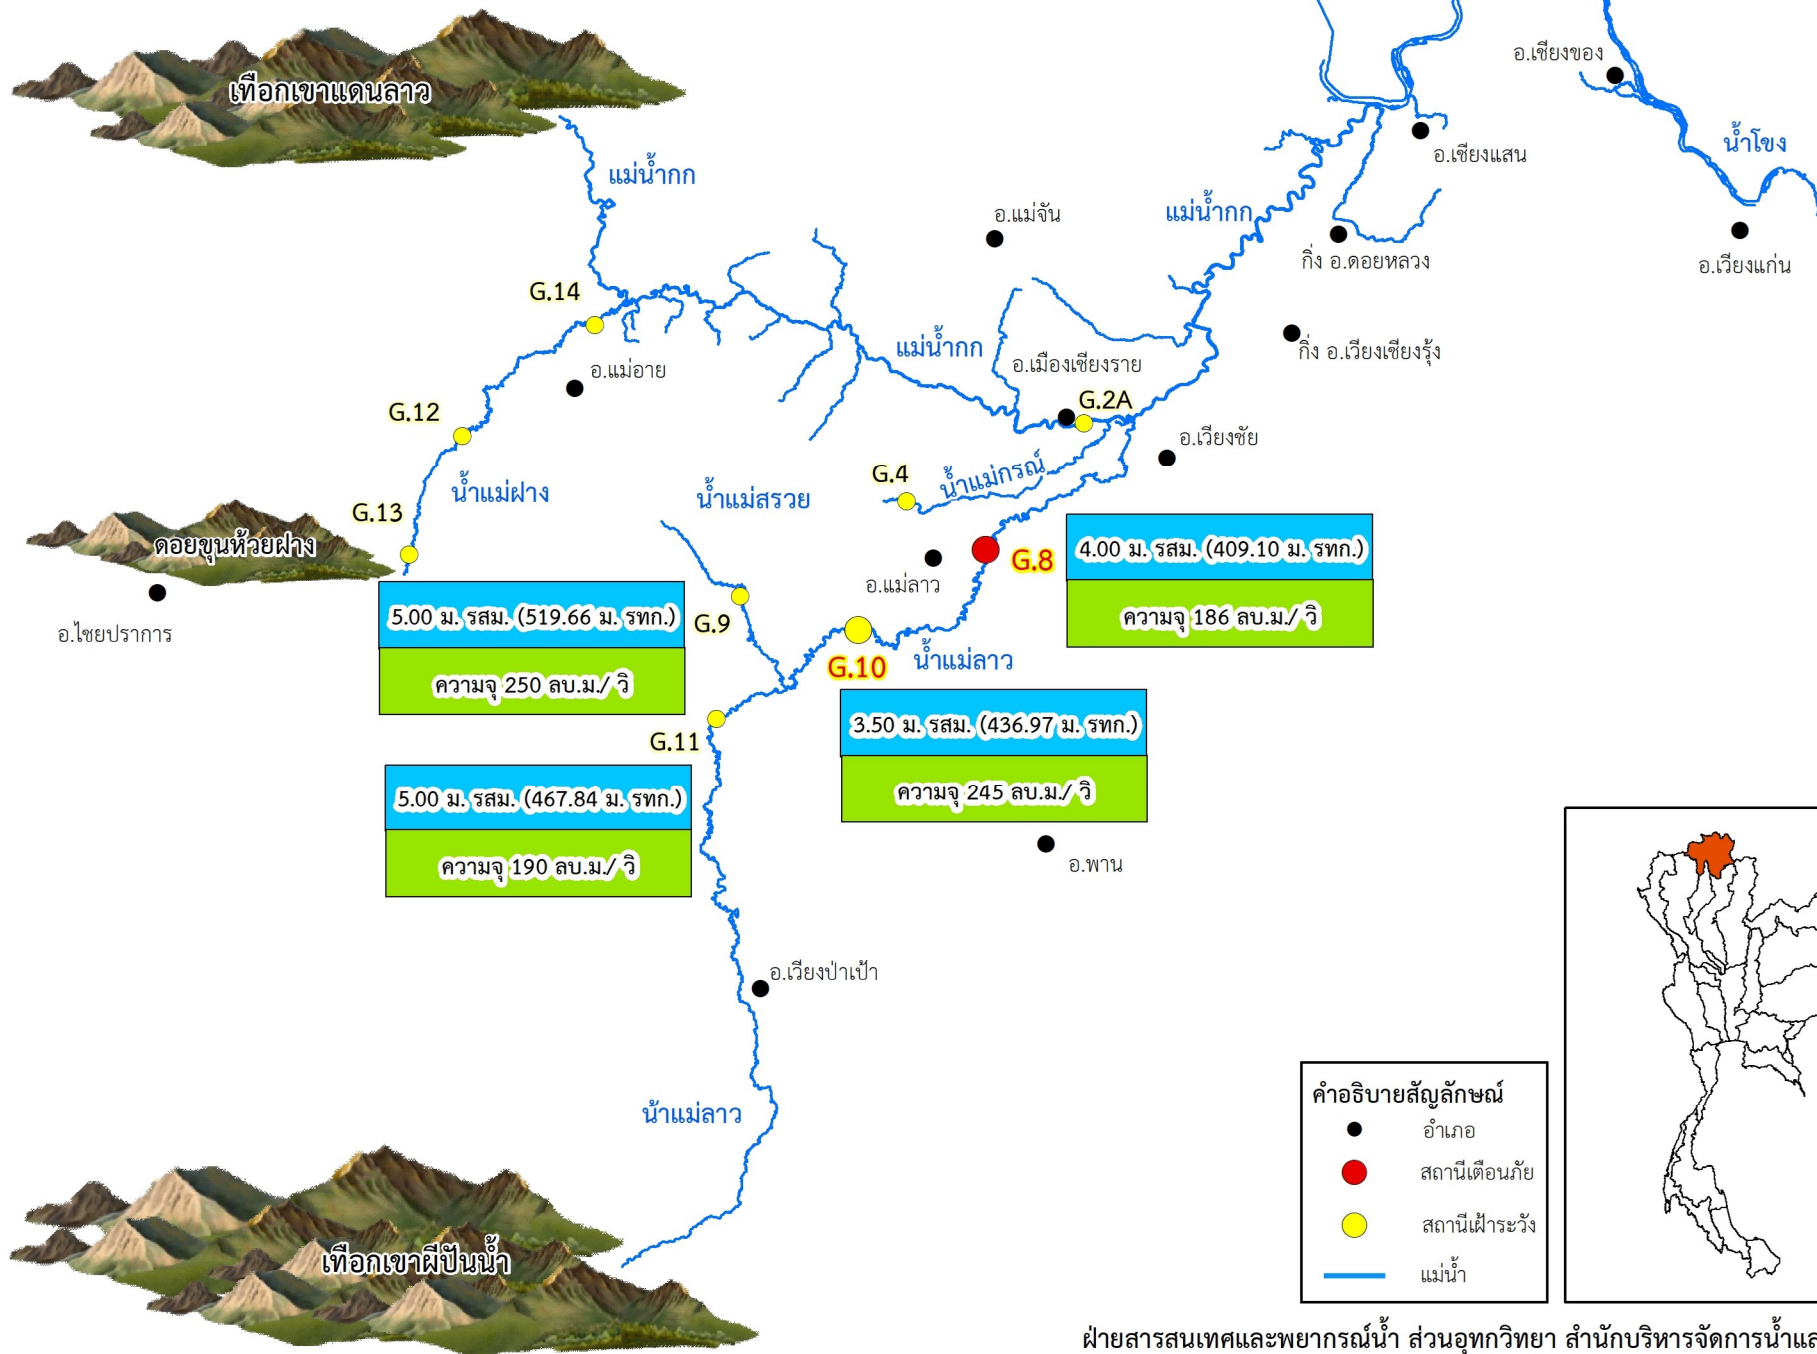 อ.เชียงของ
เทือกเขาแดนลาว
อ.เชียงแสน
น้ำโขง
แม่น้ำกก
อ.แม่จัน
แม่น้ำกก
กิ่ง อ.ดอยหลวง
อ.เวียงแก่น
G.14
แม่น้ำกก
กิ่ง อ.เวียงเชียงรุ้ง
อ.เมืองเชียงราย
อ.แม่อาย
G.2A
G.12
อ.เวียงชัย
G.4
น้ำแม่กรณ์
น้ำแม่ฝาง
น้ำแม่สรวย
G.13
ดอยขุนห้วยฝาง
4.00 ม. รสม. (409.10 ม. รทก.)
G.8
อ.แม่ลาว
ความจุ 186 ลบ.ม./ วิ
5.00 ม. รสม. (519.66 ม. รทก.)
G.9
อ.ไชยปราการ
น้ำแม่ลาว
G.10
ความจุ 250 ลบ.ม./ วิ
3.50 ม. รสม. (436.97 ม. รทก.)
G.11
ความจุ 245 ลบ.ม./ วิ
5.00 ม. รสม. (467.84 ม. รทก.)
ความจุ 190 ลบ.ม./ วิ
อ.พาน
อ.เวียงป่าเป้า
น้ำแม่ลาว
คำอธิบายสัญลักษณ์
อำเภอ
สถานีเตือนภัย
สถานีเฝ้าระวัง
แม่น้ำ
เทือกเขาผีปันน้ำ
ฝ่ายสารสนเทศและพยากรณ์น้ำ ส่วนอุทกวิทยา สำนักบริหารจัดการน้ำแล